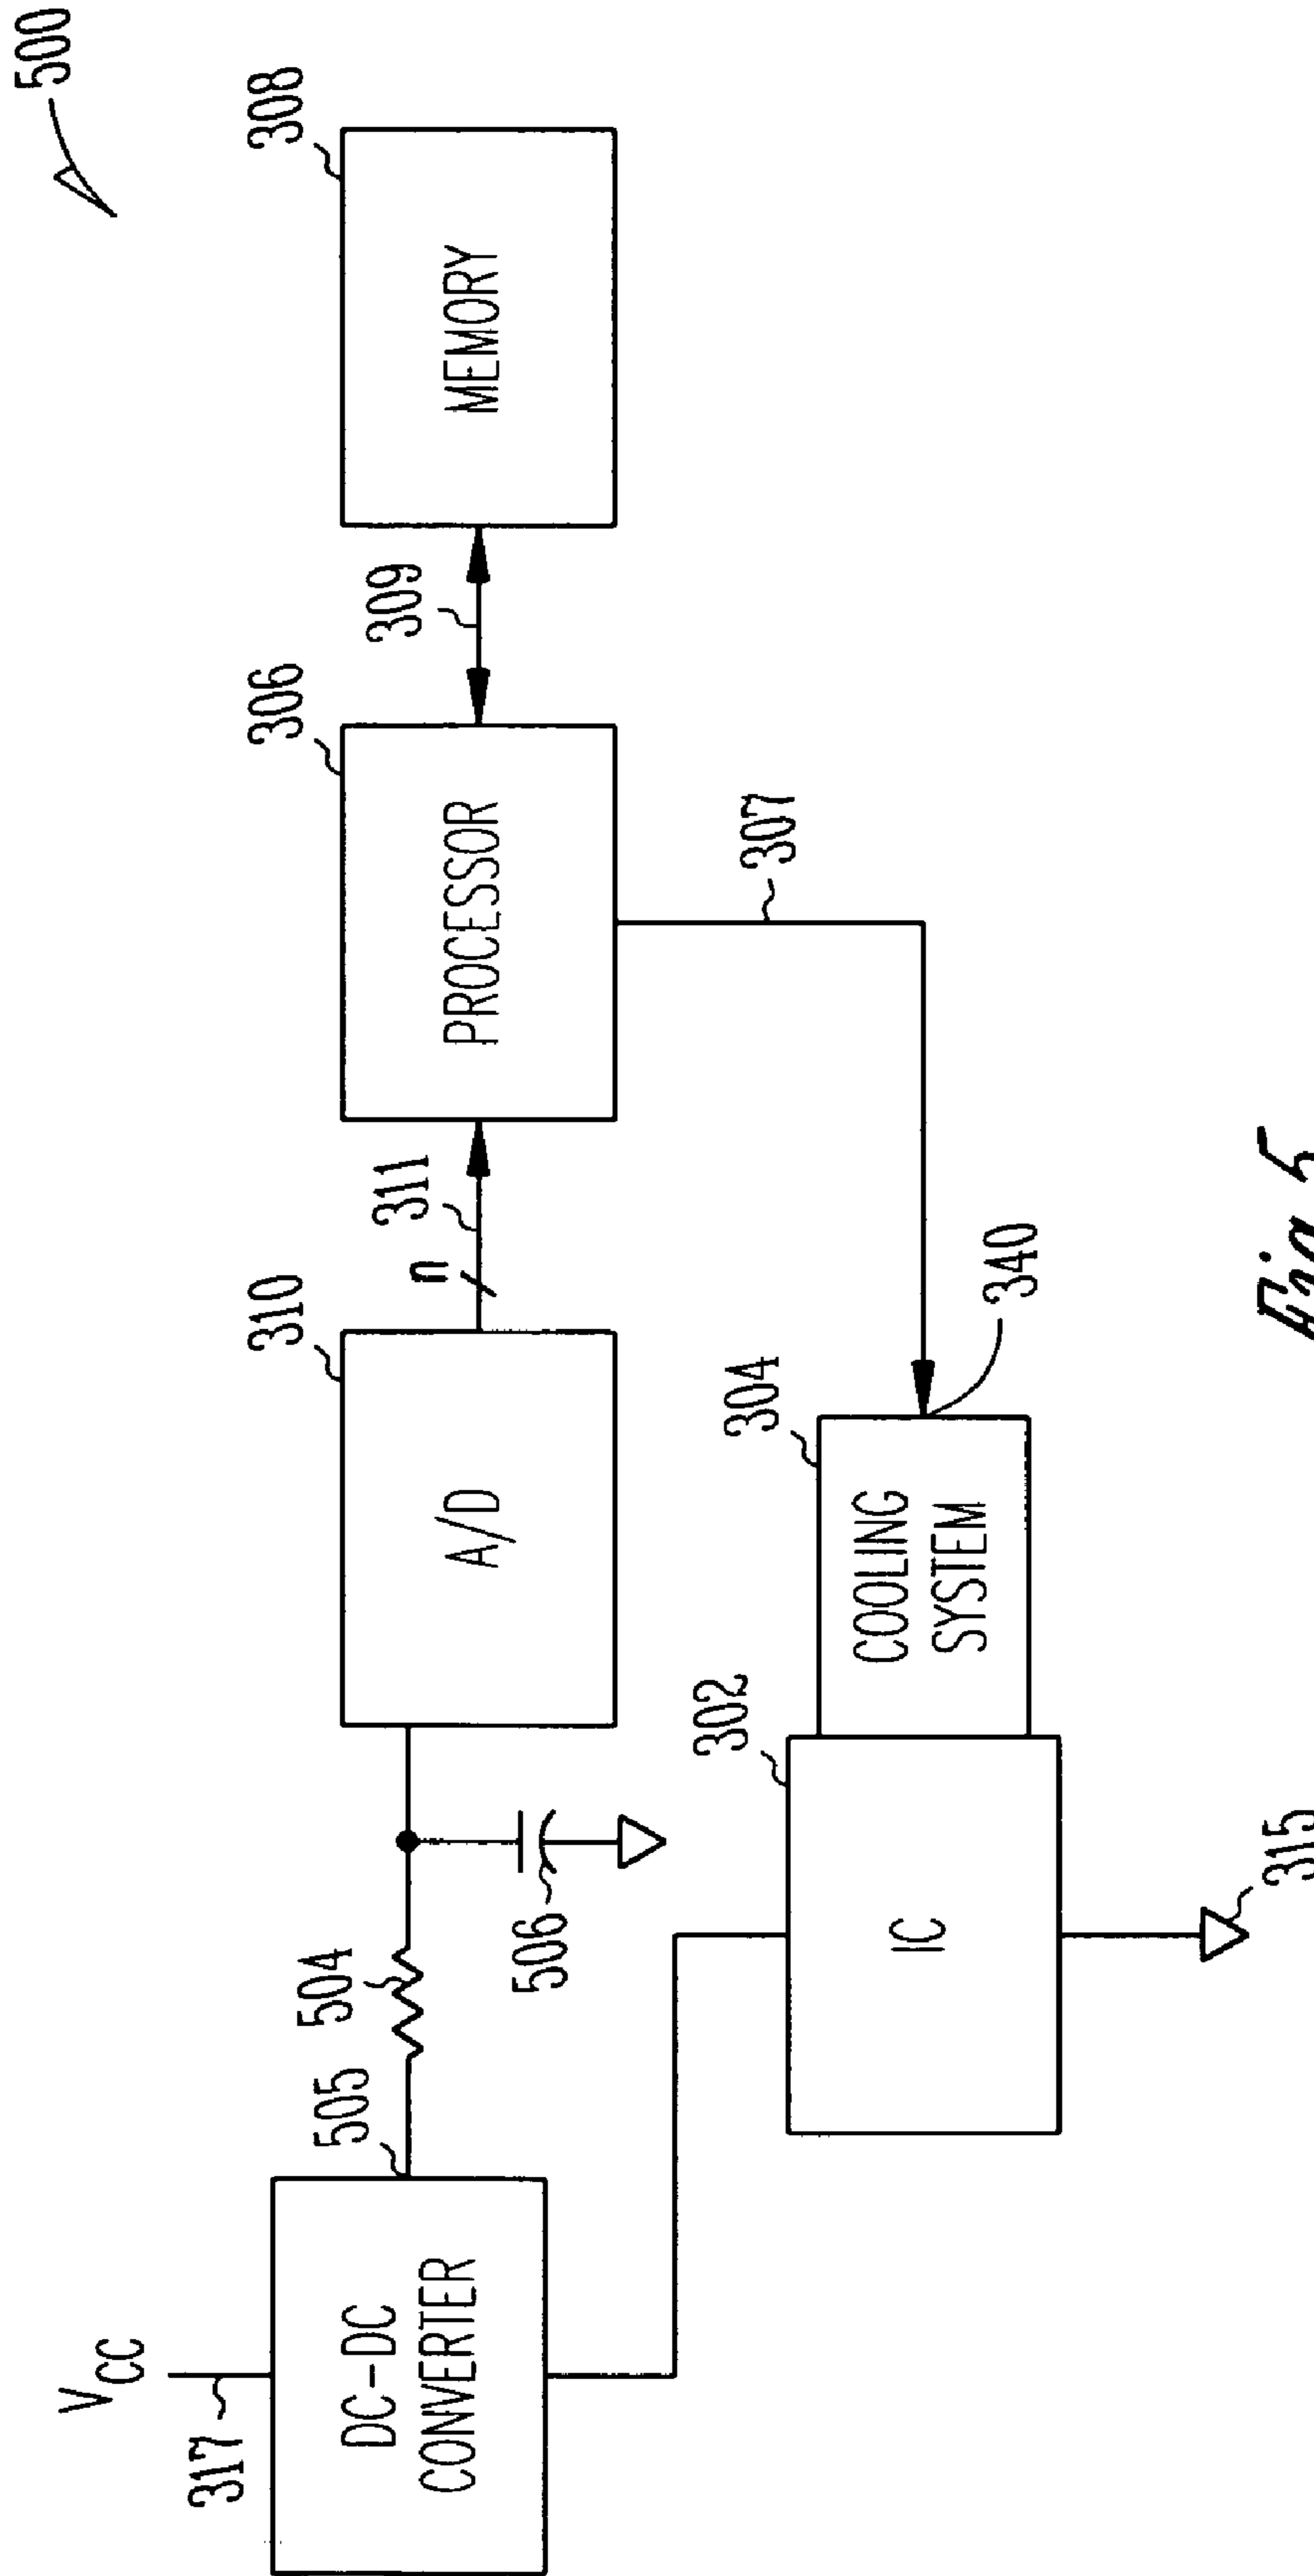 500
V_CC
317
DC-DC
CONVERTER
505
504
506
A/D
310
n
311
PROCESSOR
306
309
MEMORY
308
307
IC
302
COOLING
SYSTEM
304
340
315
Fig. 5